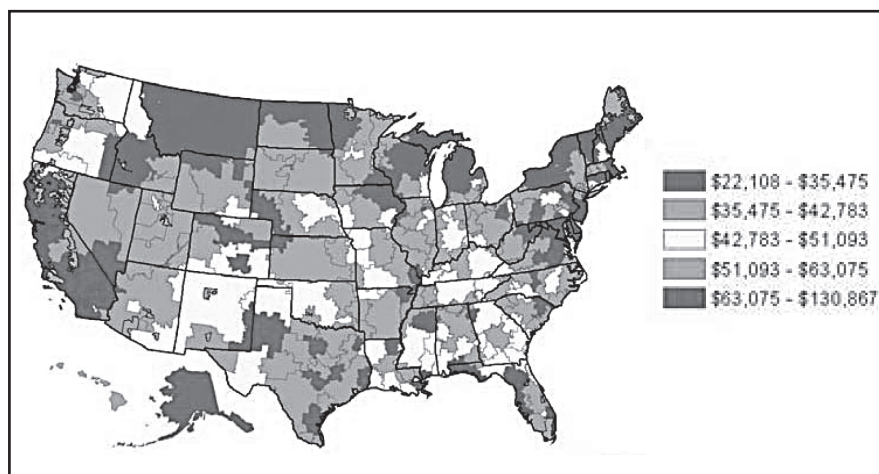 $22,108 - $35,475
$35,475 - $42,783
$42,783 - $51,093
$51,093 - $63,075
$63,075 - $130,867